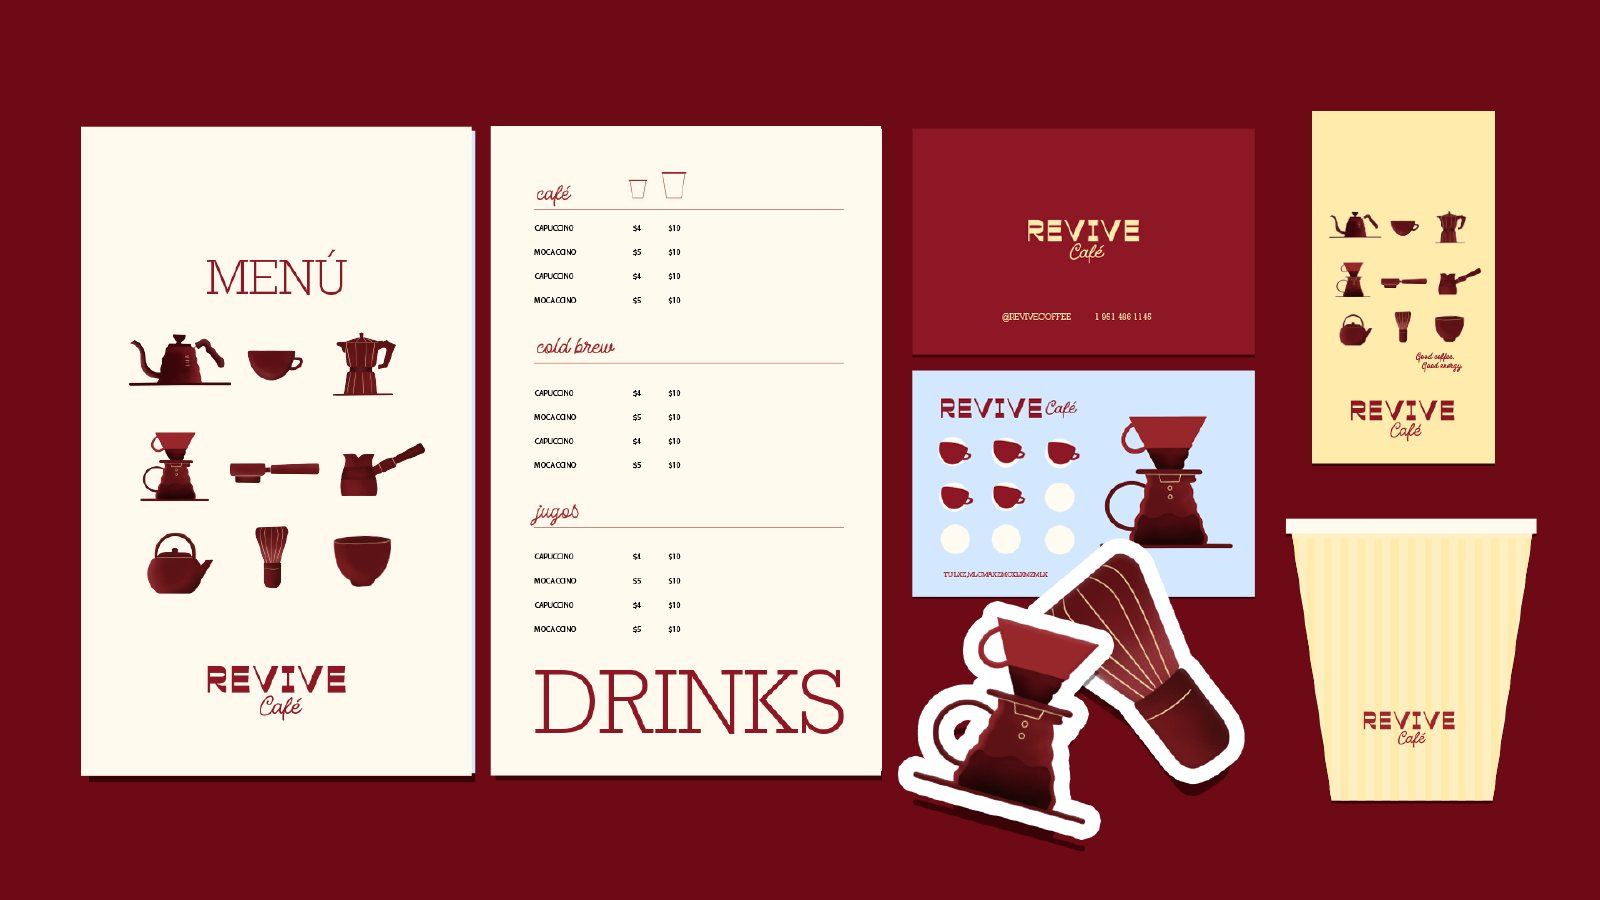 MENÚ
REVIVE
Café
café
CAPUCCINO $4 $10
MOCACCINO $5 $10
CAPUCCINO $4 $10
MOCACCINO $5 $10
cold brew
CAPUCCINO $4 $10
MOCACCINO $5 $10
CAPUCCINO $4 $10
MOCACCINO $5 $10
jugos
CAPUCCINO $4 $10
MOCACCINO $5 $10
CAPUCCINO $4 $10
MOCACCINO $5 $10
DRINKS
REVIVE
Café
@REVIVECOFFEE 1 951 486 1145
REVIVE Café
Good coffee.
Good energy.
REVIVE
Café
REVIVE
Café